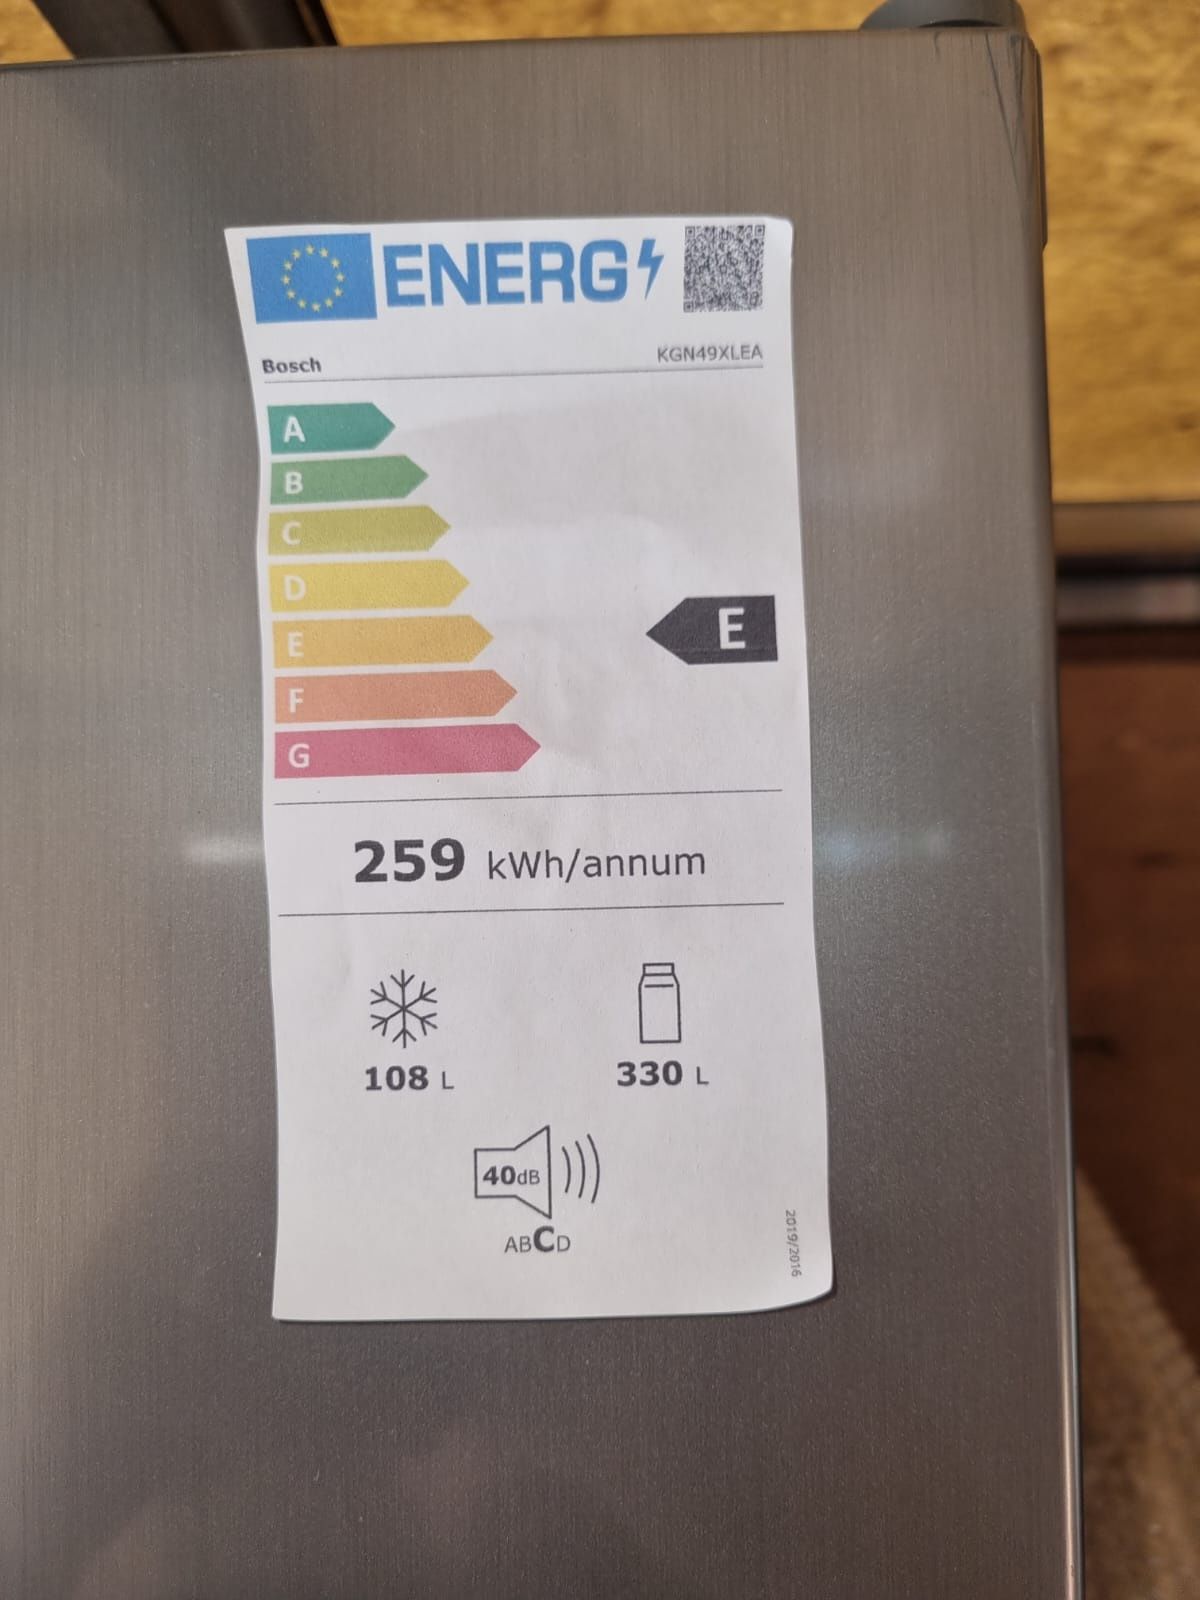 ENERG
Bosch
KGN49XLEA
A
B
C
D
E
E
F
G
259 kWh/annum
108 L
330 L
40dB
ABCD
2019/2016